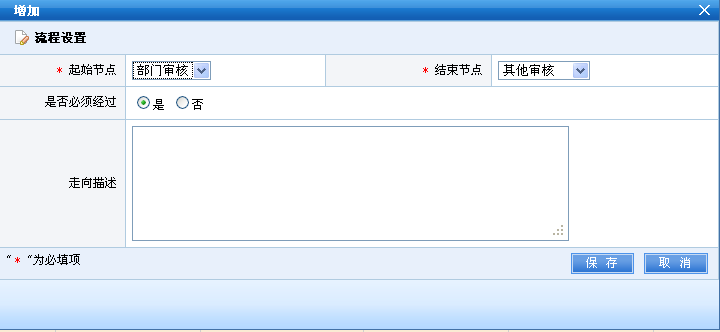 增加
流程设置
* 起始节点 部门审核 * 结束节点 其他审核
是否必须经过 是 否
走向描述
“*“为必填项 保 存 取 消